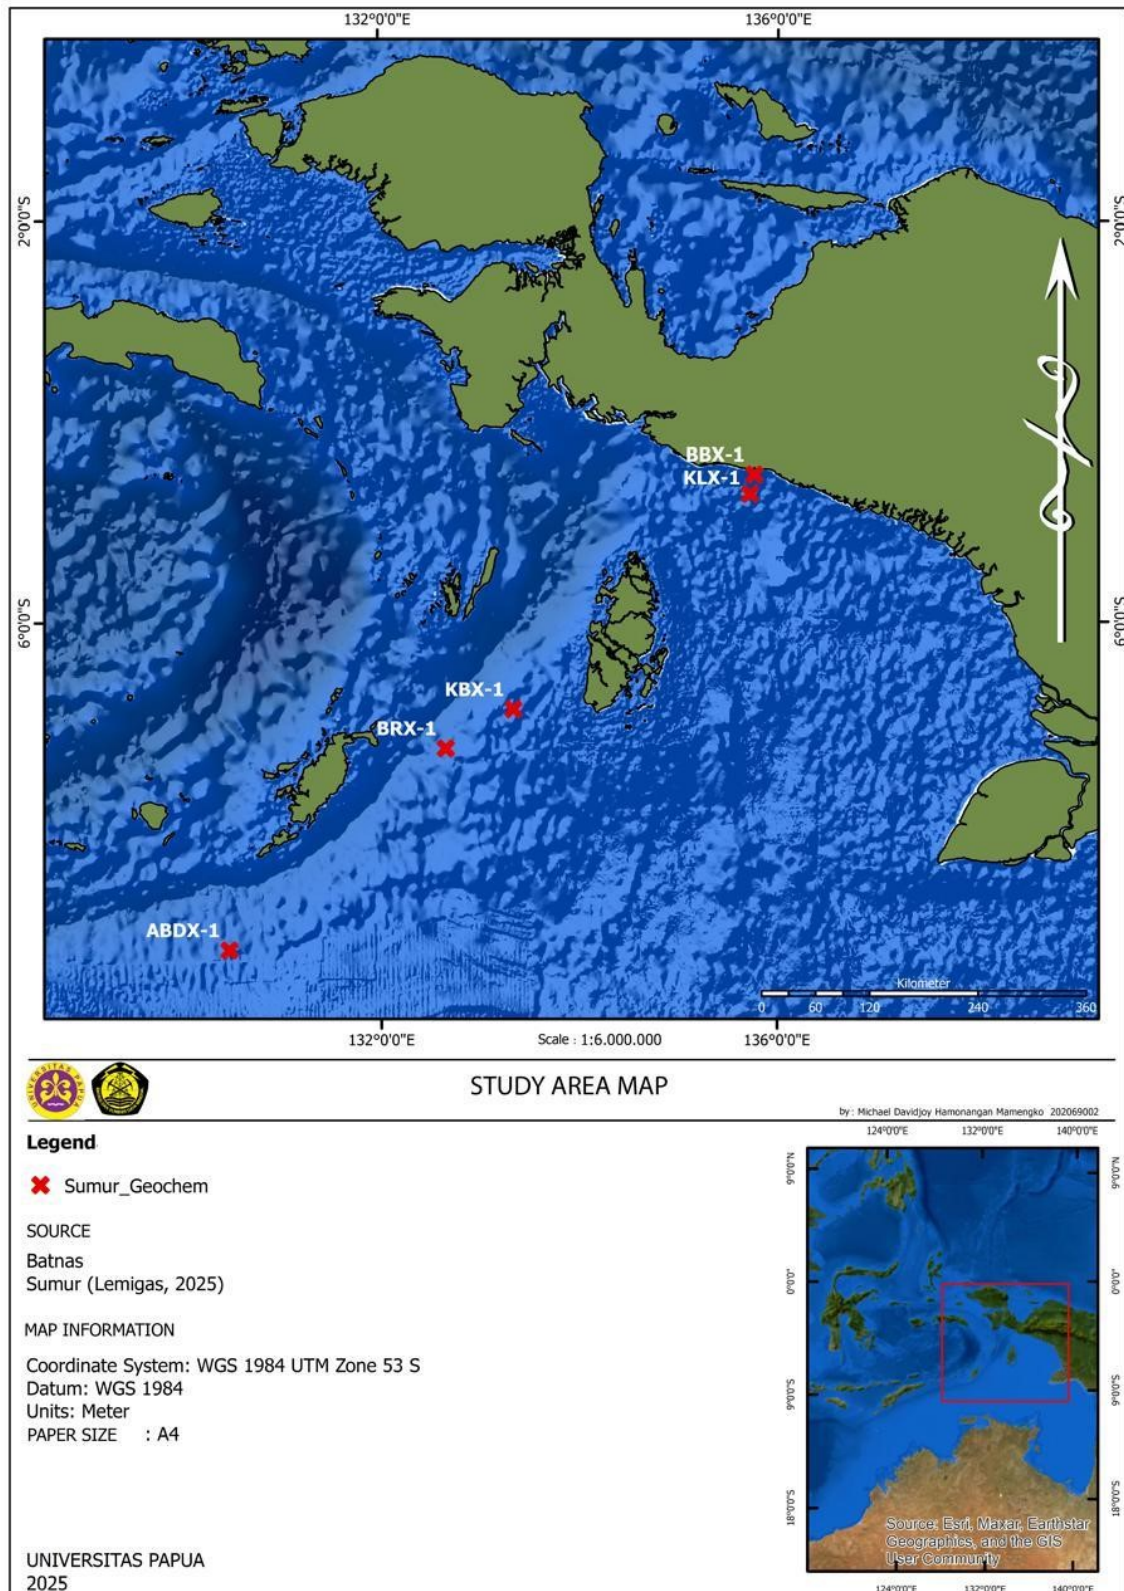 132°0'0"E 136°0'0"E
2°0'0"S 2°0'0"S
BBX-1
KLX-1
6°0'0"S 6°0'0"S
KBX-1
BRX-1
ABDX-1
Kilometer
0 60 120 240 360
132°0'0"E Scale : 1:6.000.000 136°0'0"E
UNIVERSITAS PAPUA
STUDY AREA MAP
by : Michael Davidjoy Hamonangan Mamengko 202069002
Legend
Sumur_Geochem
SOURCE
Batnas
Sumur (Lemigas, 2025)
MAP INFORMATION
Coordinate System: WGS 1984 UTM Zone 53 S
Datum: WGS 1984
Units: Meter
PAPER SIZE : A4
UNIVERSITAS PAPUA
2025
124°0'0"E 132°0'0"E 140°0'0"E
9°0'0"N 9°0'0"N
0°0'0" 0°0'0"
9°0'0"S 9°0'0"S
18°0'0"S 18°0'0"S
Source: Esri, Maxar, Earthstar
Geographics, and the GIS
User Community
124°0'0"E 132°0'0"E 140°0'0"E